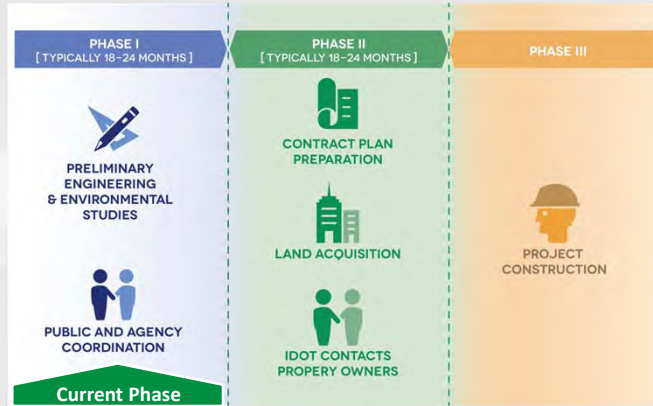 PHASE I
[ TYPICALLY 18–24 MONTHS ]
PRELIMINARY
ENGINEERING
& ENVIRONMENTAL
STUDIES
PUBLIC AND AGENCY
COORDINATION
Current Phase
PHASE II
[ TYPICALLY 18–24 MONTHS ]
CONTRACT PLAN
PREPARATION
LAND ACQUISITION
IDOT CONTACTS
PROPERY OWNERS
PHASE III
PROJECT
CONSTRUCTION